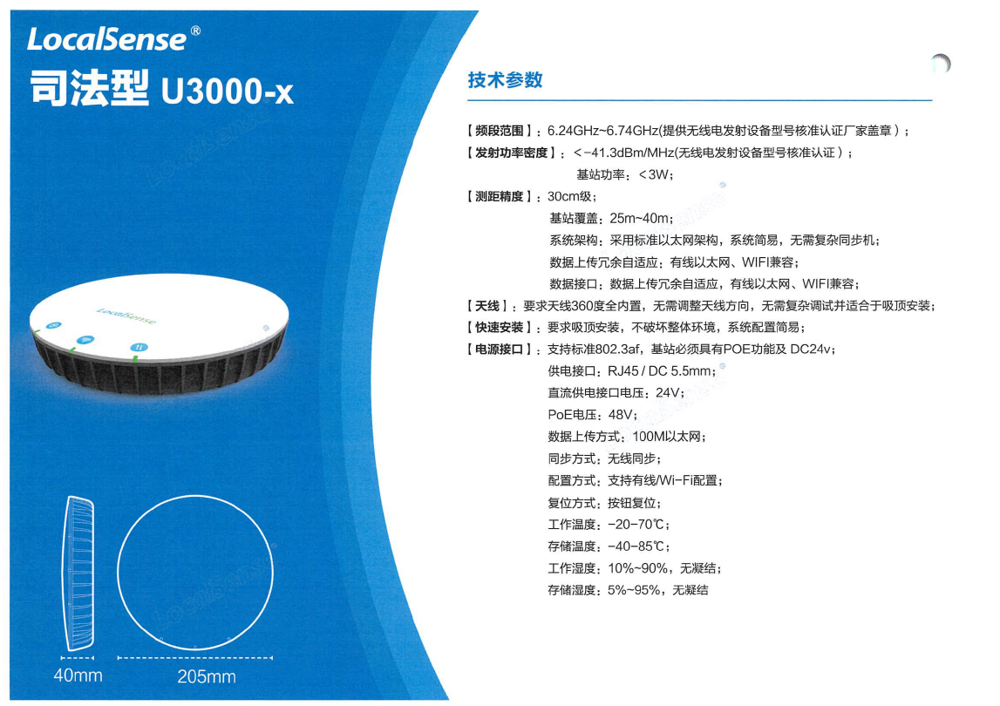 LocalSense®
司法型 U3000-x
LocalSense
40mm
205mm
技术参数
【频段范围】：6.24GHz~6.74GHz(提供无线电发射设备型号核准认证厂家盖章）;
【发射功率密度】：＜-41.3dBm/MHz(无线电发射设备型号核准认证）;
基站功率：＜3W;
【测距精度】：30cm级;
基站覆盖：25m~40m;
系统架构：采用标准以太网架构，系统简易，无需复杂同步机;
数据上传冗余自适应：有线以太网、WIFI兼容;
数据接口：数据上传冗余自适应，有线以太网、WIFI兼容;
【天线】：要求天线360度全内置，无需调整天线方向，无需复杂调试并适合于吸顶安装;
【快速安装】：要求吸顶安装，不破坏整体环境，系统配置简易;
【电源接口】：支持标准802.3af，基站必须具有POE功能及 DC24v;
供电接口：RJ45 / DC 5.5mm;
直流供电接口电压：24V;
PoE电压：48V;
数据上传方式：100M以太网;
同步方式：无线同步;
配置方式：支持有线/Wi-Fi配置;
复位方式：按钮复位;
工作温度：-20-70℃;
存储温度：-40-85℃;
工作湿度：10%~90%，无凝结;
存储湿度：5%~95%，无凝结